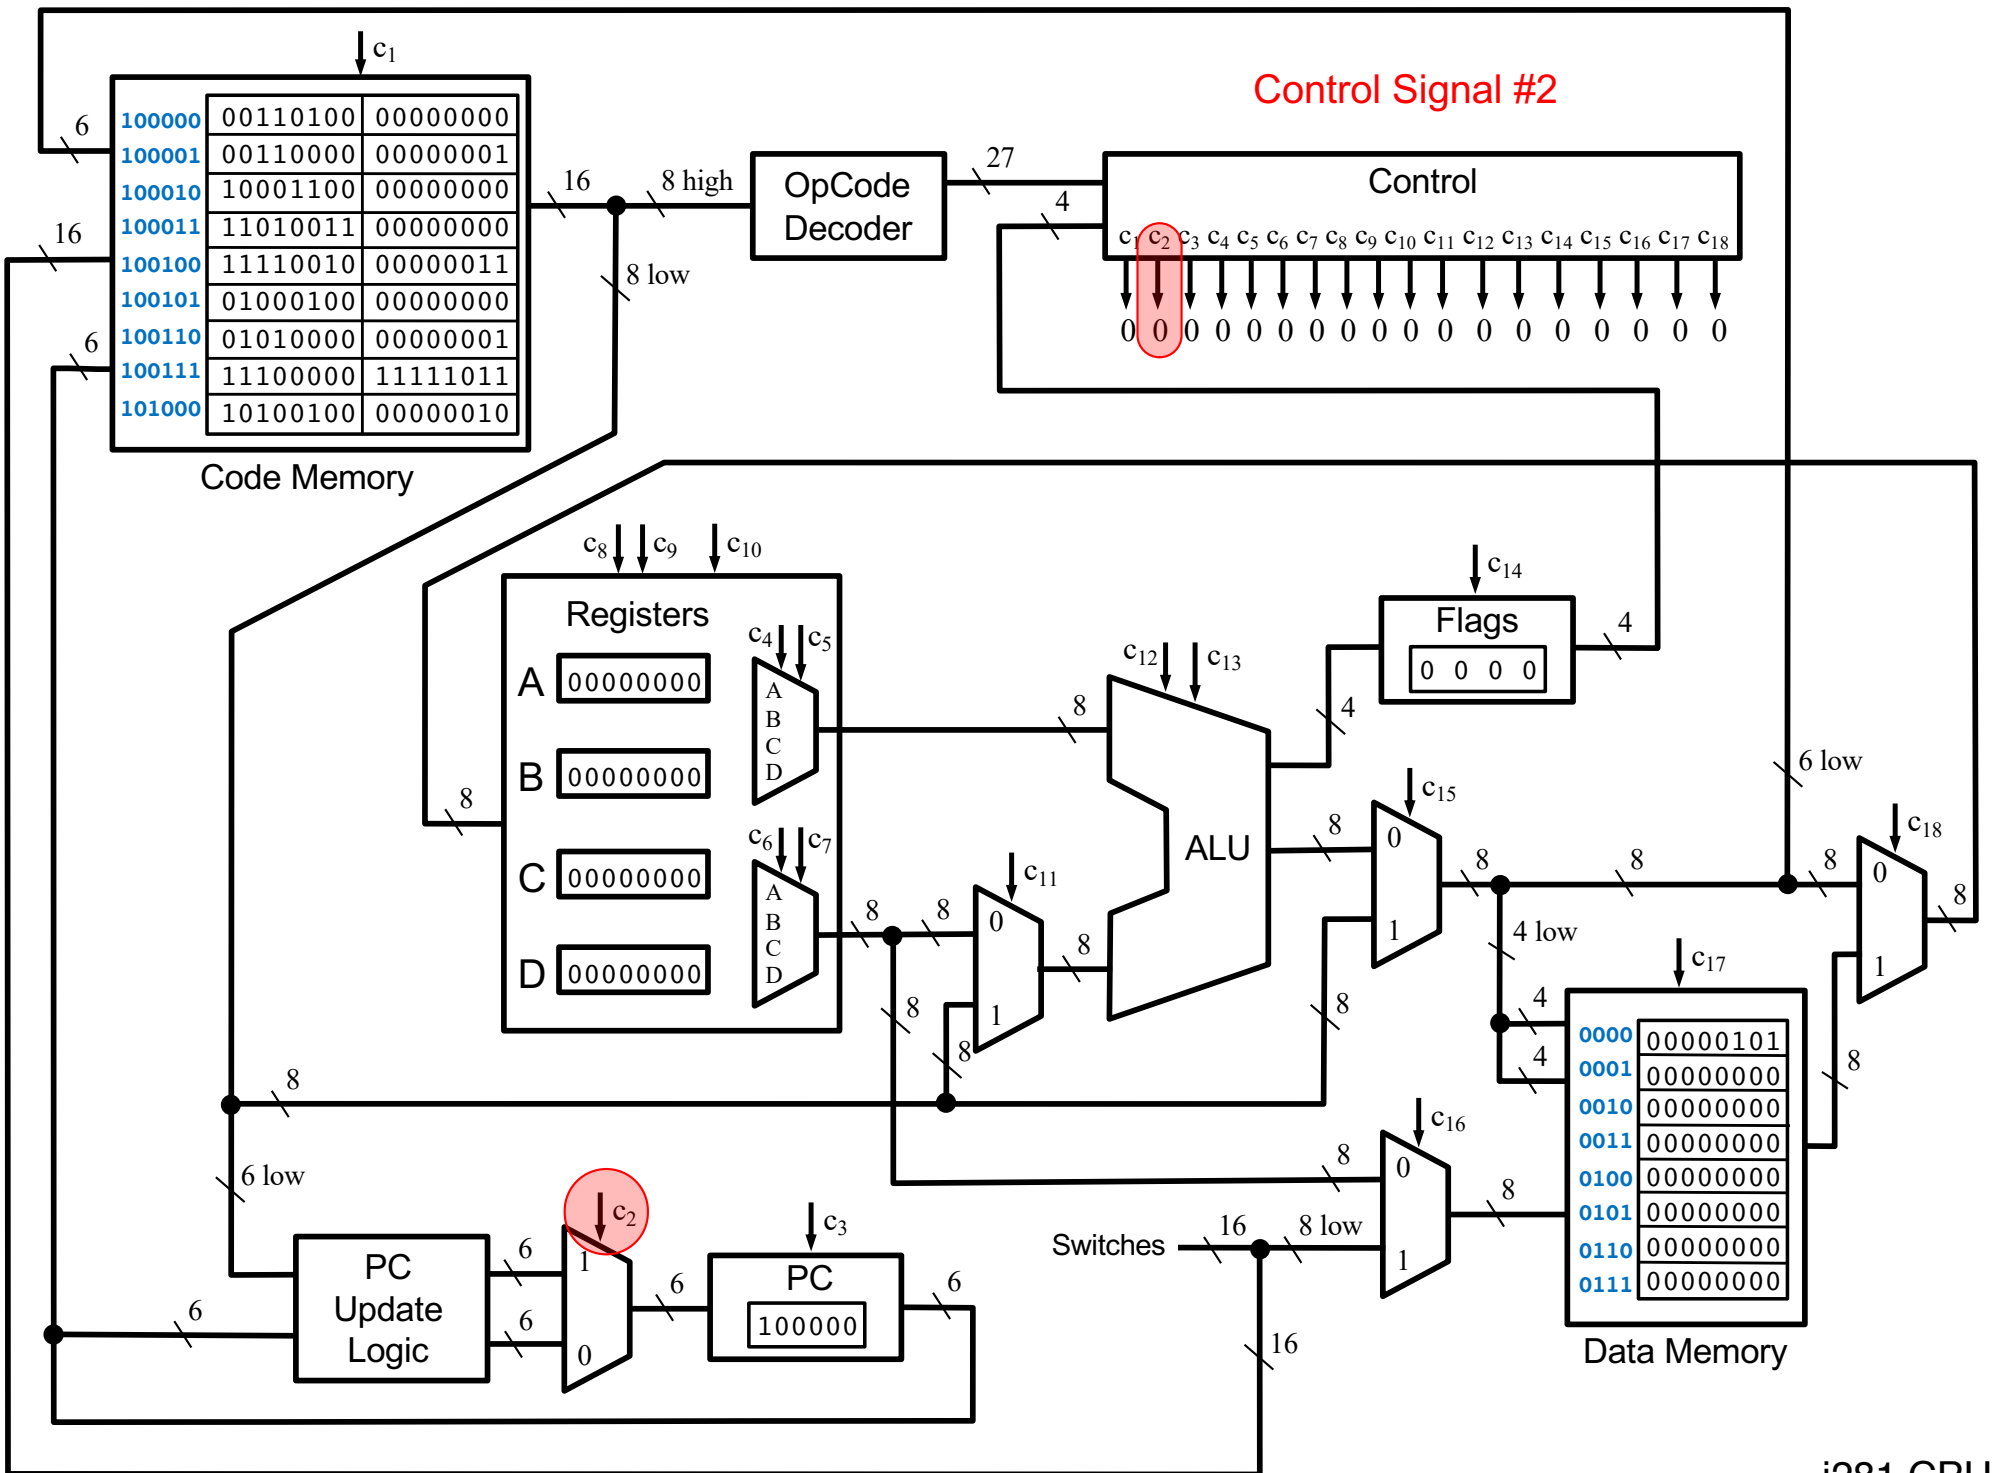 Control Signal #2
c1
6
16
6
100000 00110100 00000000
100001 00110000 00000001
100010 10001100 00000000
100011 11010011 00000000
100100 11110010 00000011
100101 01000100 00000000
100110 01010000 00000001
100111 11100000 11111011
101000 10100100 00000010
Code Memory
16
8 high
8 low
OpCode
Decoder
27
4
Control
c1 c2 c3 c4 c5 c6 c7 c8 c9 c10 c11 c12 c13 c14 c15 c16 c17 c18
0 0 0 0 0 0 0 0 0 0 0 0 0 0 0 0 0 0
c8 c9 c10
Registers
A 00000000
B 00000000
C 00000000
D 00000000
8
c4 c5
A
B
C
D
c6 c7
A
B
C
D
8
8
8
8
c11
0
1
8
8
c12 c13
ALU
4
8
c14
Flags
0 0 0 0
4
c15
0
1
8
8
8
4 low
6 low
8
c18
0
1
8
c17
4
4
0000 00000101
0001 00000000
0010 00000000
0011 00000000
0100 00000000
0101 00000000
0110 00000000
0111 00000000
Data Memory
8
8
6 low
6
PC
Update
Logic
6
6
c2
1
0
6
c3
PC
100000
6
Switches
16
8 low
16
8
c16
0
1
8